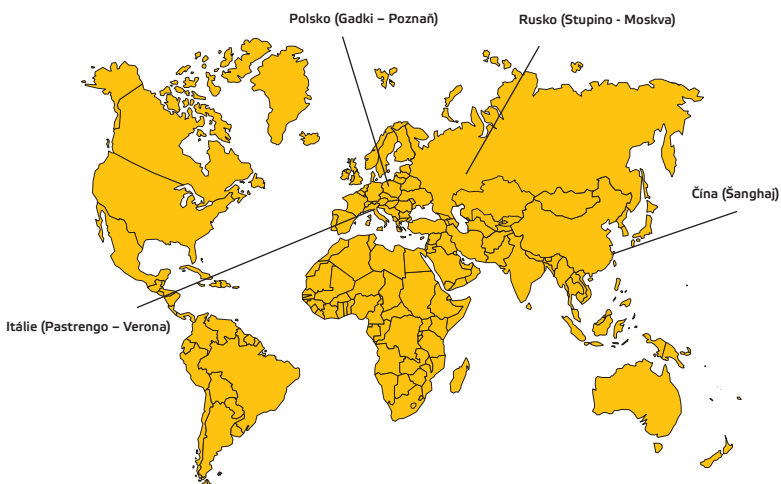 Polsko (Gadki – Poznaň)
Rusko (Stupino - Moskva)
Čína (Šanghaj)
Itálie (Pastrengo – Verona)